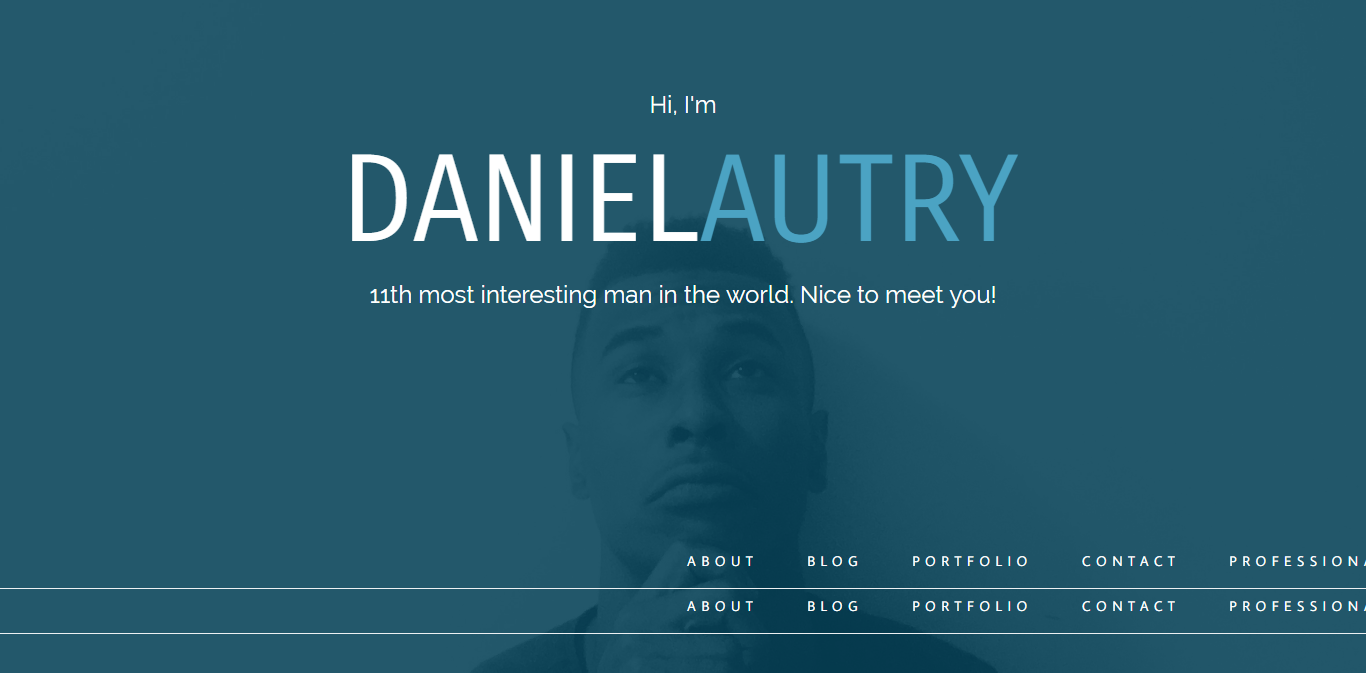 Hi, I'm
DANIELAUTRY
11th most interesting man in the world. Nice to meet you!
ABOUT BLOG PORTFOLIO CONTACT PROFESSIONA
ABOUT BLOG PORTFOLIO CONTACT PROFESSIONA